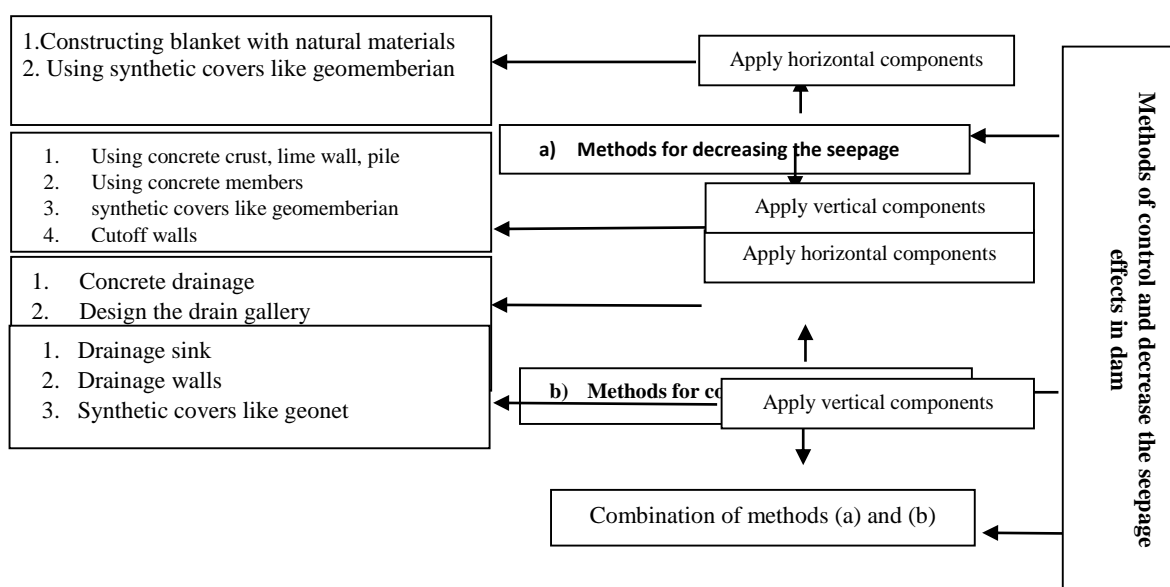 1.Constructing blanket with natural materials
2. Using synthetic covers like geomemberian
Apply horizontal components
a) Methods for decreasing the seepage
1. Using concrete crust, lime wall, pile
2. Using concrete members
3. synthetic covers like geomemberian
4. Cutoff walls
Apply vertical components
Apply horizontal components
1. Concrete drainage
2. Design the drain gallery
1. Drainage sink
2. Drainage walls
3. Synthetic covers like geonet
b) Methods for
Apply vertical components
Combination of methods (a) and (b)
Methods of control and decrease the seepage
effects in dam